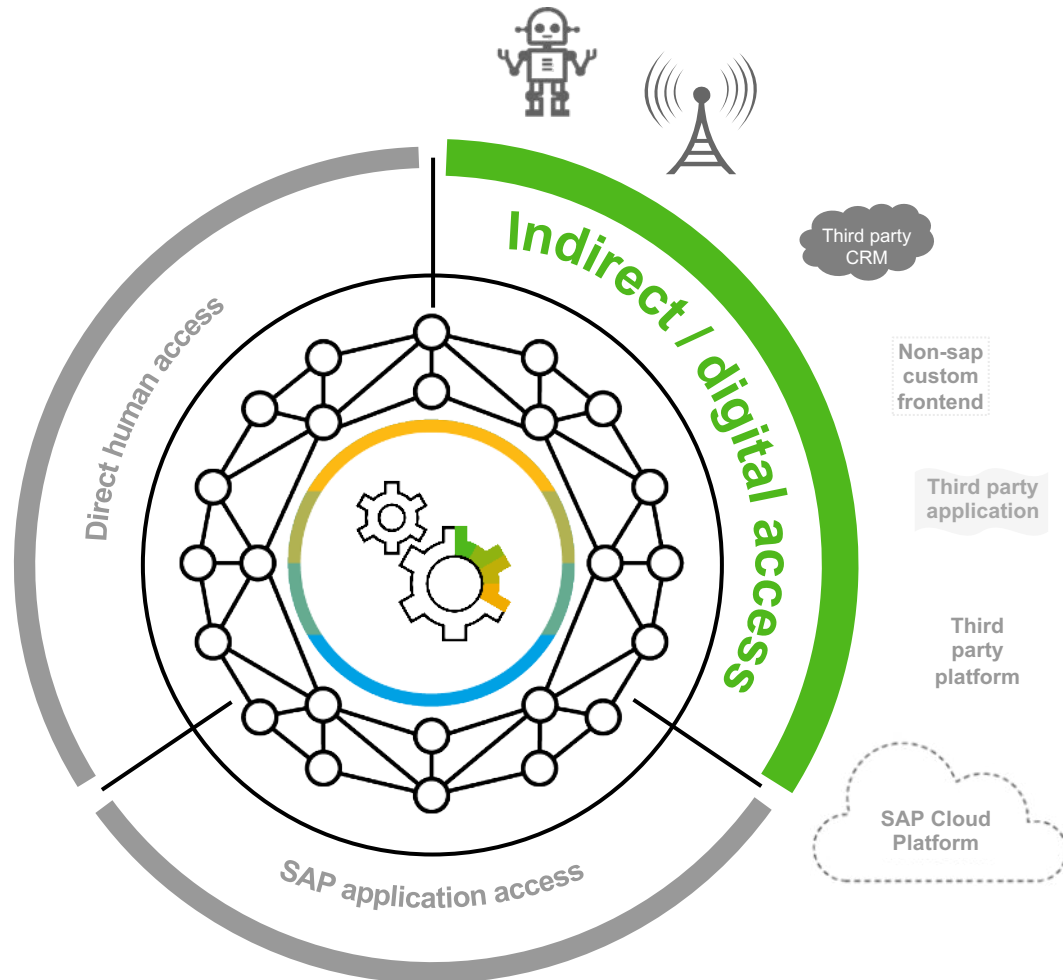 Indirect / digital access
Direct human access
SAP application access
Third party
CRM
Non-sap
custom
frontend
Third party
application
Third
party
platform
SAP Cloud
Platform